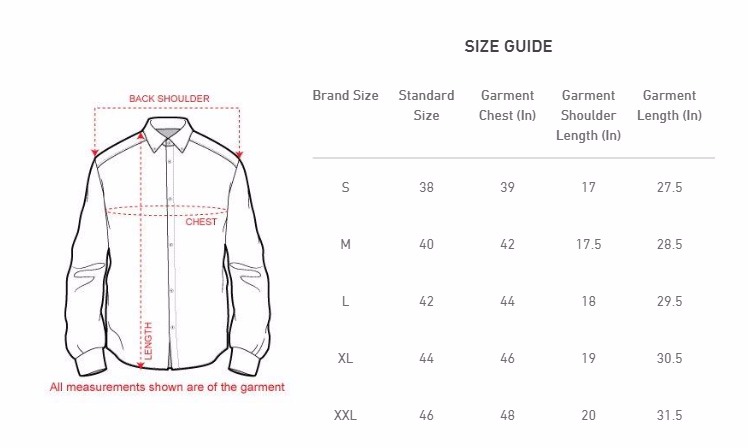 SIZE GUIDE
BACK SHOULDER
CHEST
LENGTH
All measurements shown are of the garment
Brand Size Standard Size Garment Chest (In) Garment Shoulder Length (In) Garment Length (In)
S 38 39 17 27.5
M 40 42 17.5 28.5
L 42 44 18 29.5
XL 44 46 19 30.5
XXL 46 48 20 31.5